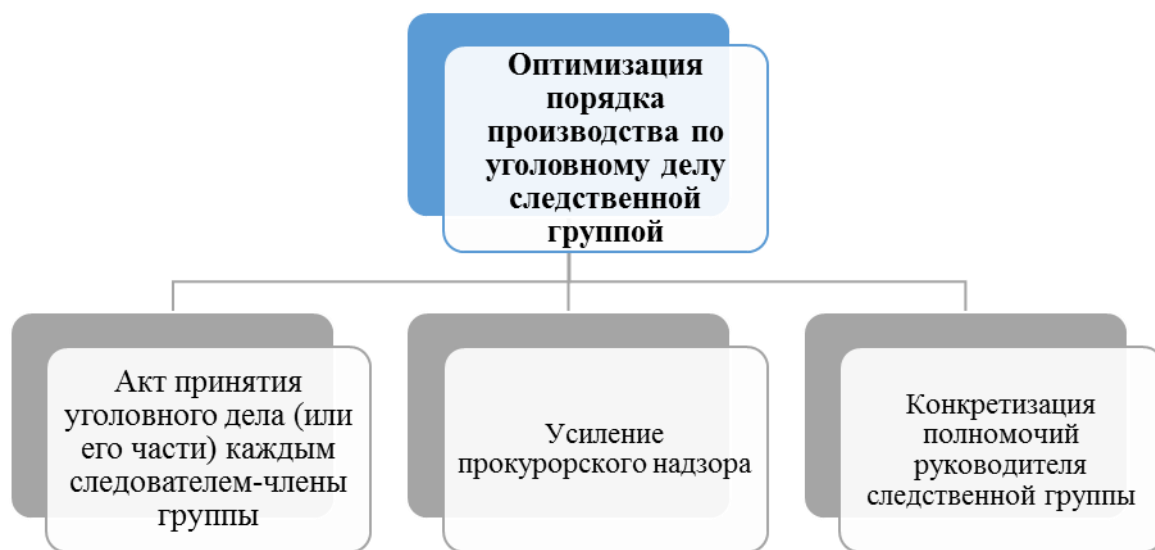 Оптимизация
порядка
производства по
уголовному делу
следственной
группой
Акт принятия
уголовного дела (или
его части) каждым
следователем-члены
группы
Усиление
прокурорского надзора
Конкретизация
полномочий
руководителя
следственной группы